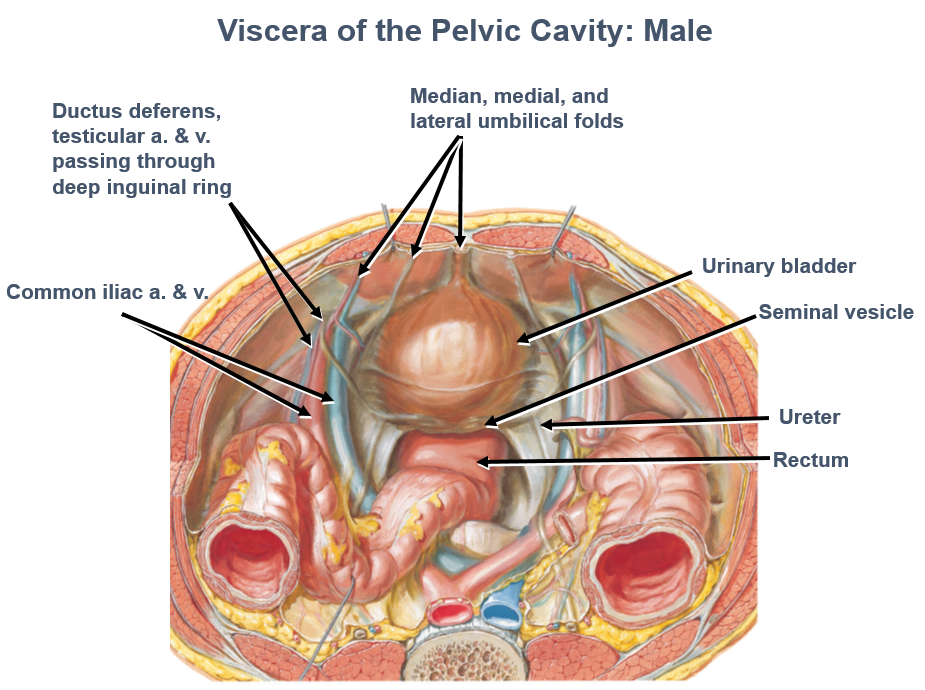 Viscera of the Pelvic Cavity: Male
Median, medial, and
lateral umbilical folds
Ductus deferens,
testicular a. & v.
passing through
deep inguinal ring
Common iliac a. & v.
Urinary bladder
Seminal vesicle
Ureter
Rectum